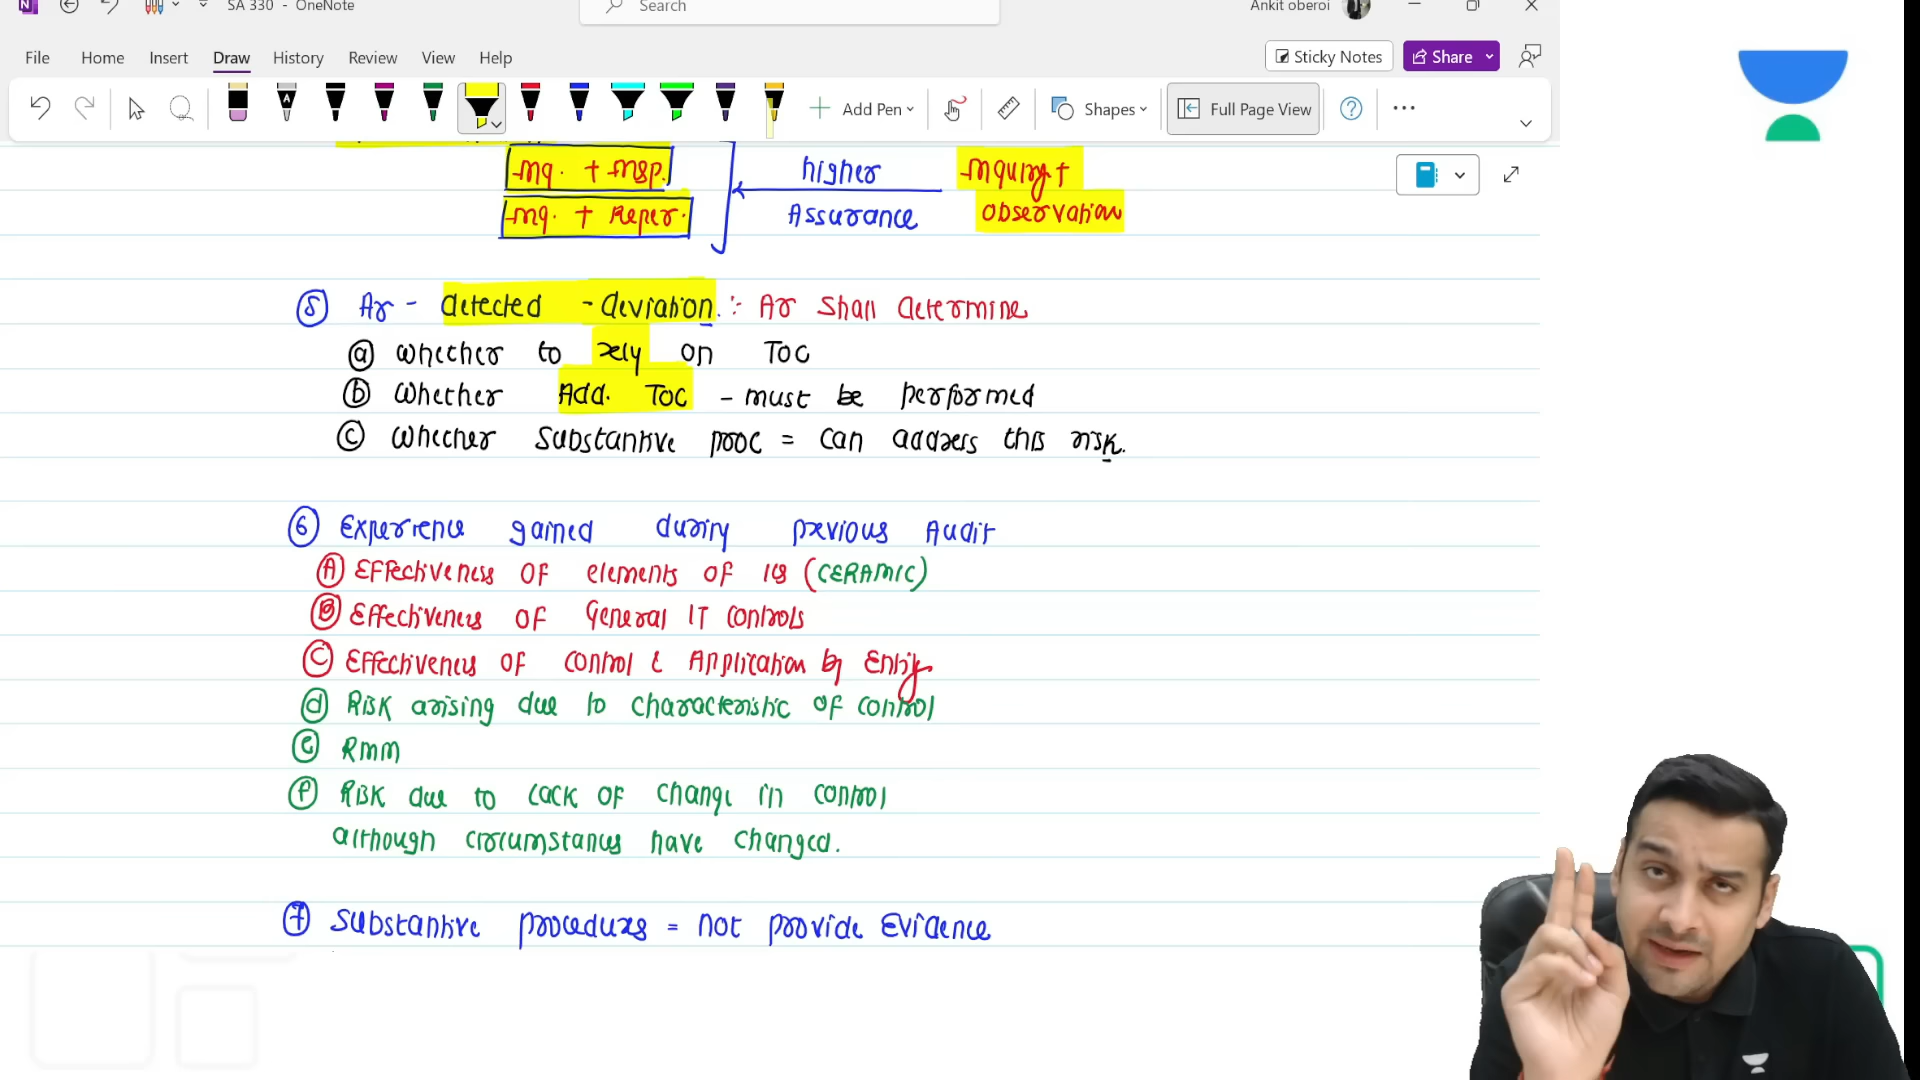 SA 330 - OneNote
Search
Ankit oberoi
File Home Insert Draw History Review View Help
Sticky Notes
Share
Add Pen
Shapes
Full Page View
inq. + insp.
higher
inquiry +
inq. + Reper.
Assurance
observation
⑤ Ar - detected - deviation :- Ar shall determine
ⓐ whether to rely on TOC
ⓑ whether Add. TOC - must be performed
ⓒ whether substantive proc = can address this risk.
⑥ Experience gained during previous Audit
Ⓐ Effectiveness OF elements of IC (CERAMIC)
Ⓑ Effectiveness OF General IT controls
Ⓒ Effectiveness OF control & Application by Entity
ⓓ Risk arising due to characteristic OF control
ⓔ RMM
ⓕ Risk due to Lack OF change in control
although circumstances have changed.
⑦ Substantive procedures = not provide Evidence